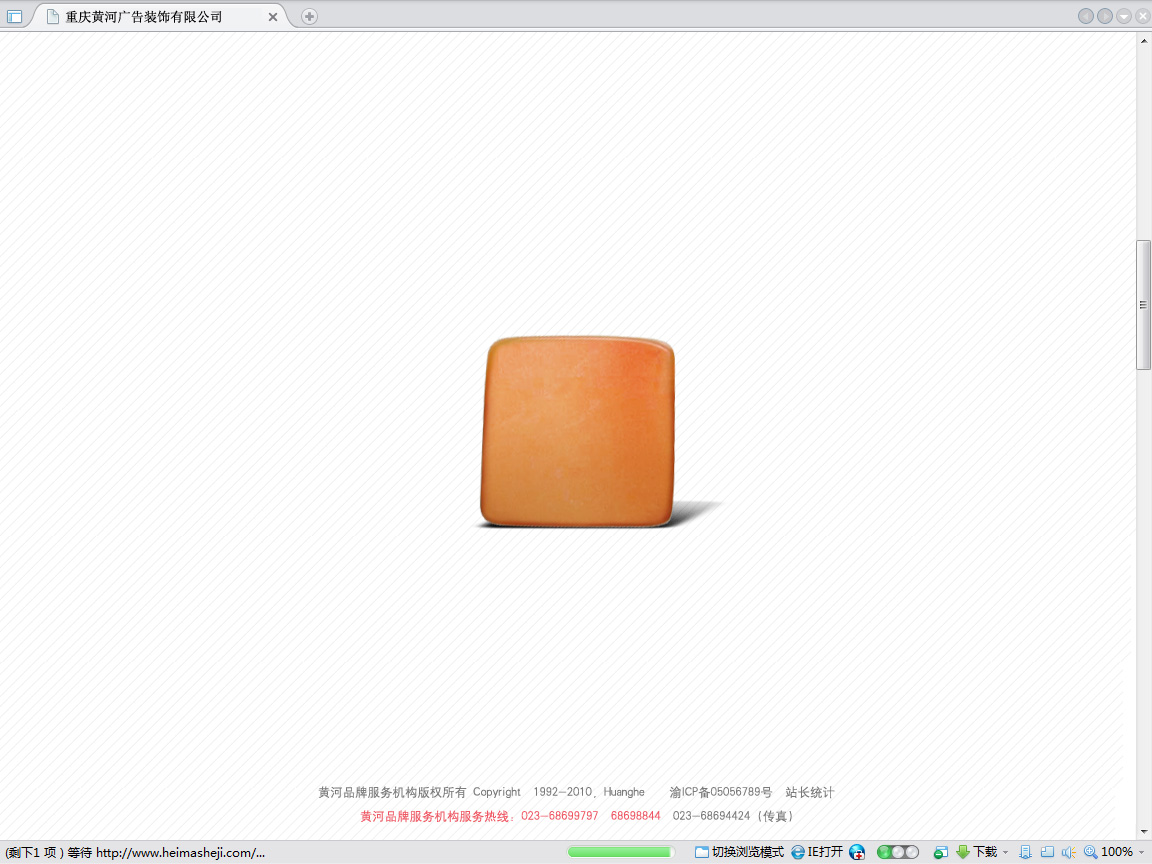 重庆黄河广告装饰有限公司
黄河品牌服务机构版权所有 Copyright 1992-2010、Huanghe 渝ICP备05056789号 站长统计
黄河品牌服务机构服务热线：023-68699797 68698844 023-68694424（传真）
(剩下1 项 ) 等待 http://www.heimasheji.com/... 切换浏览模式 IE打开 下载 100%